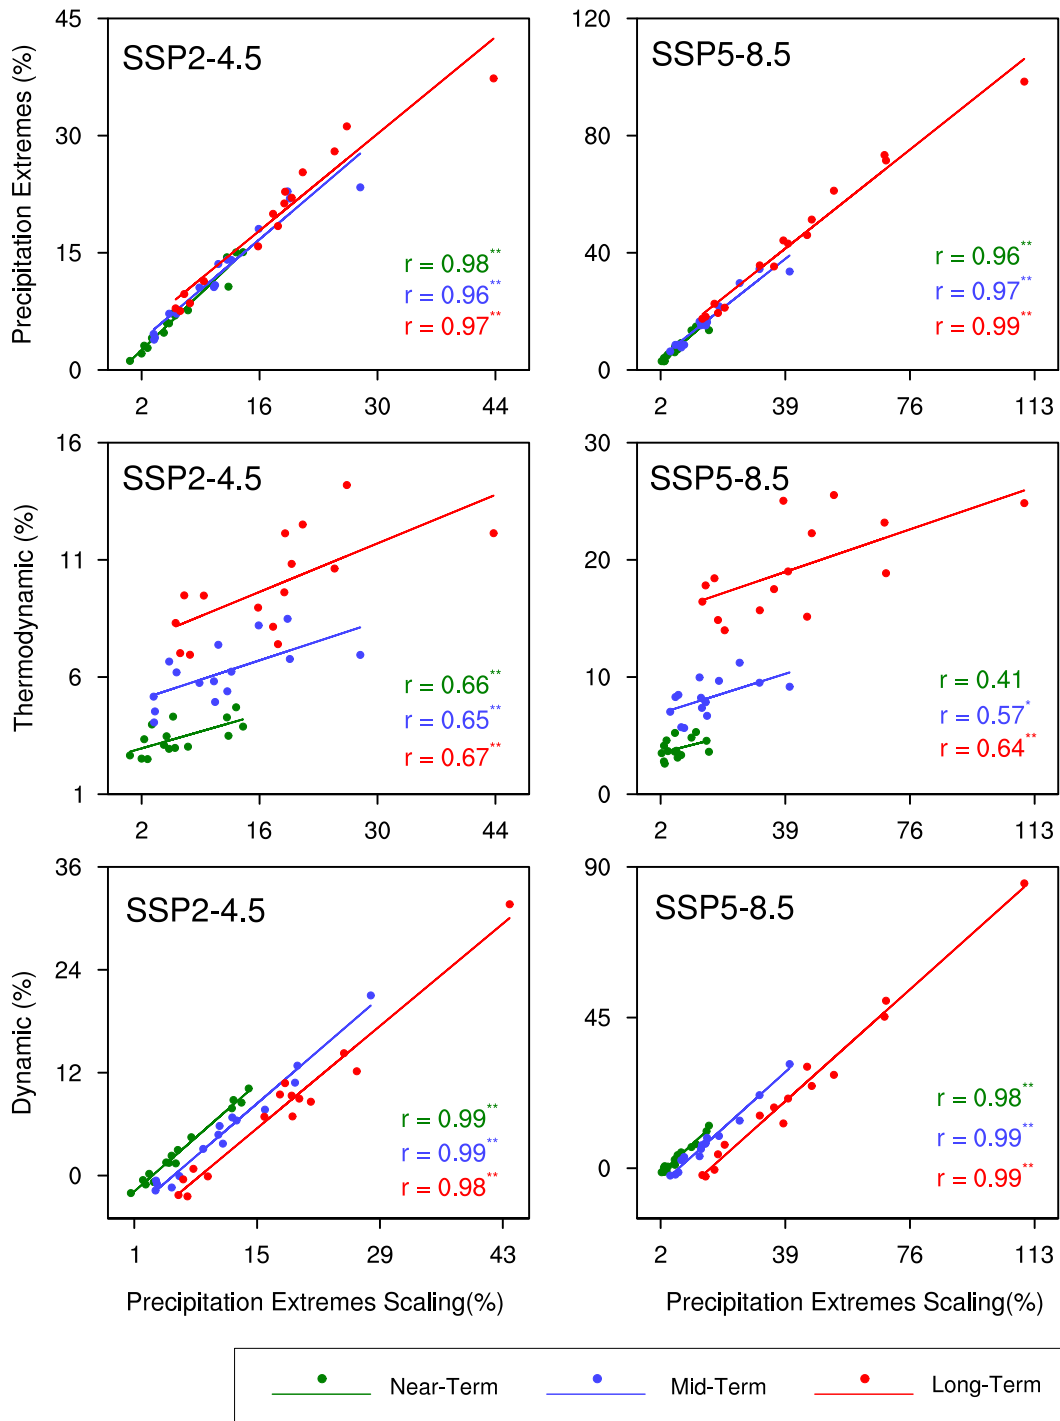 Precipitation Extremes (%)
SSP2-4.5
45
30
15
0
2 16 30 44
r = 0.98**
r = 0.96**
r = 0.97**
SSP5-8.5
120
80
40
0
2 39 76 113
r = 0.96**
r = 0.97**
r = 0.99**
Thermodynamic (%)
SSP2-4.5
16
11
6
1
2 16 30 44
r = 0.66**
r = 0.65**
r = 0.67**
SSP5-8.5
30
20
10
0
2 39 76 113
r = 0.41
r = 0.57*
r = 0.64**
Dynamic (%)
SSP2-4.5
36
24
12
0
1 15 29 43
r = 0.99**
r = 0.99**
r = 0.98**
Precipitation Extremes Scaling(%)
SSP5-8.5
90
45
0
2 39 76 113
r = 0.98**
r = 0.99**
r = 0.99**
Precipitation Extremes Scaling(%)
Near-Term Mid-Term Long-Term